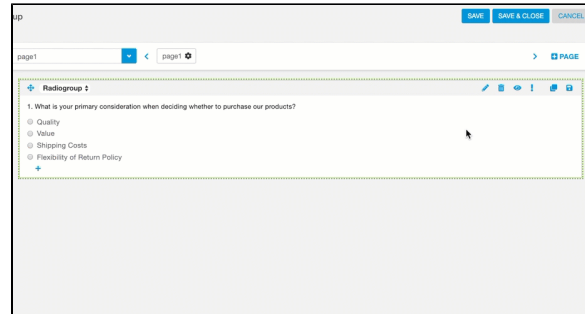 up
SAVE SAVE & CLOSE CANCEL
page1 page1 PAGE
Radiogroup
1. What is your primary consideration when deciding whether to purchase our products?
Quality
Value
Shipping Costs
Flexibility of Return Policy